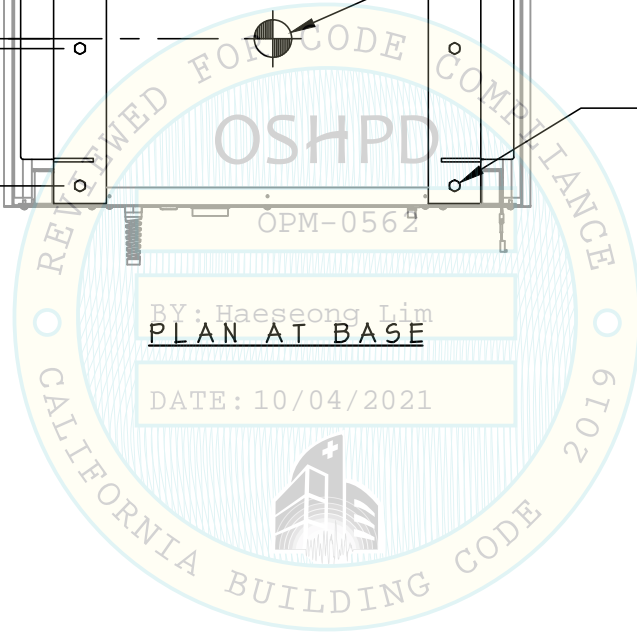 REVIEWED FOR CODE COMPLIANCE
OSHPD
OPM-0562
BY: Haeseong Lim
PLAN AT BASE
DATE: 10/04/2021
CALIFORNIA BUILDING CODE 2019